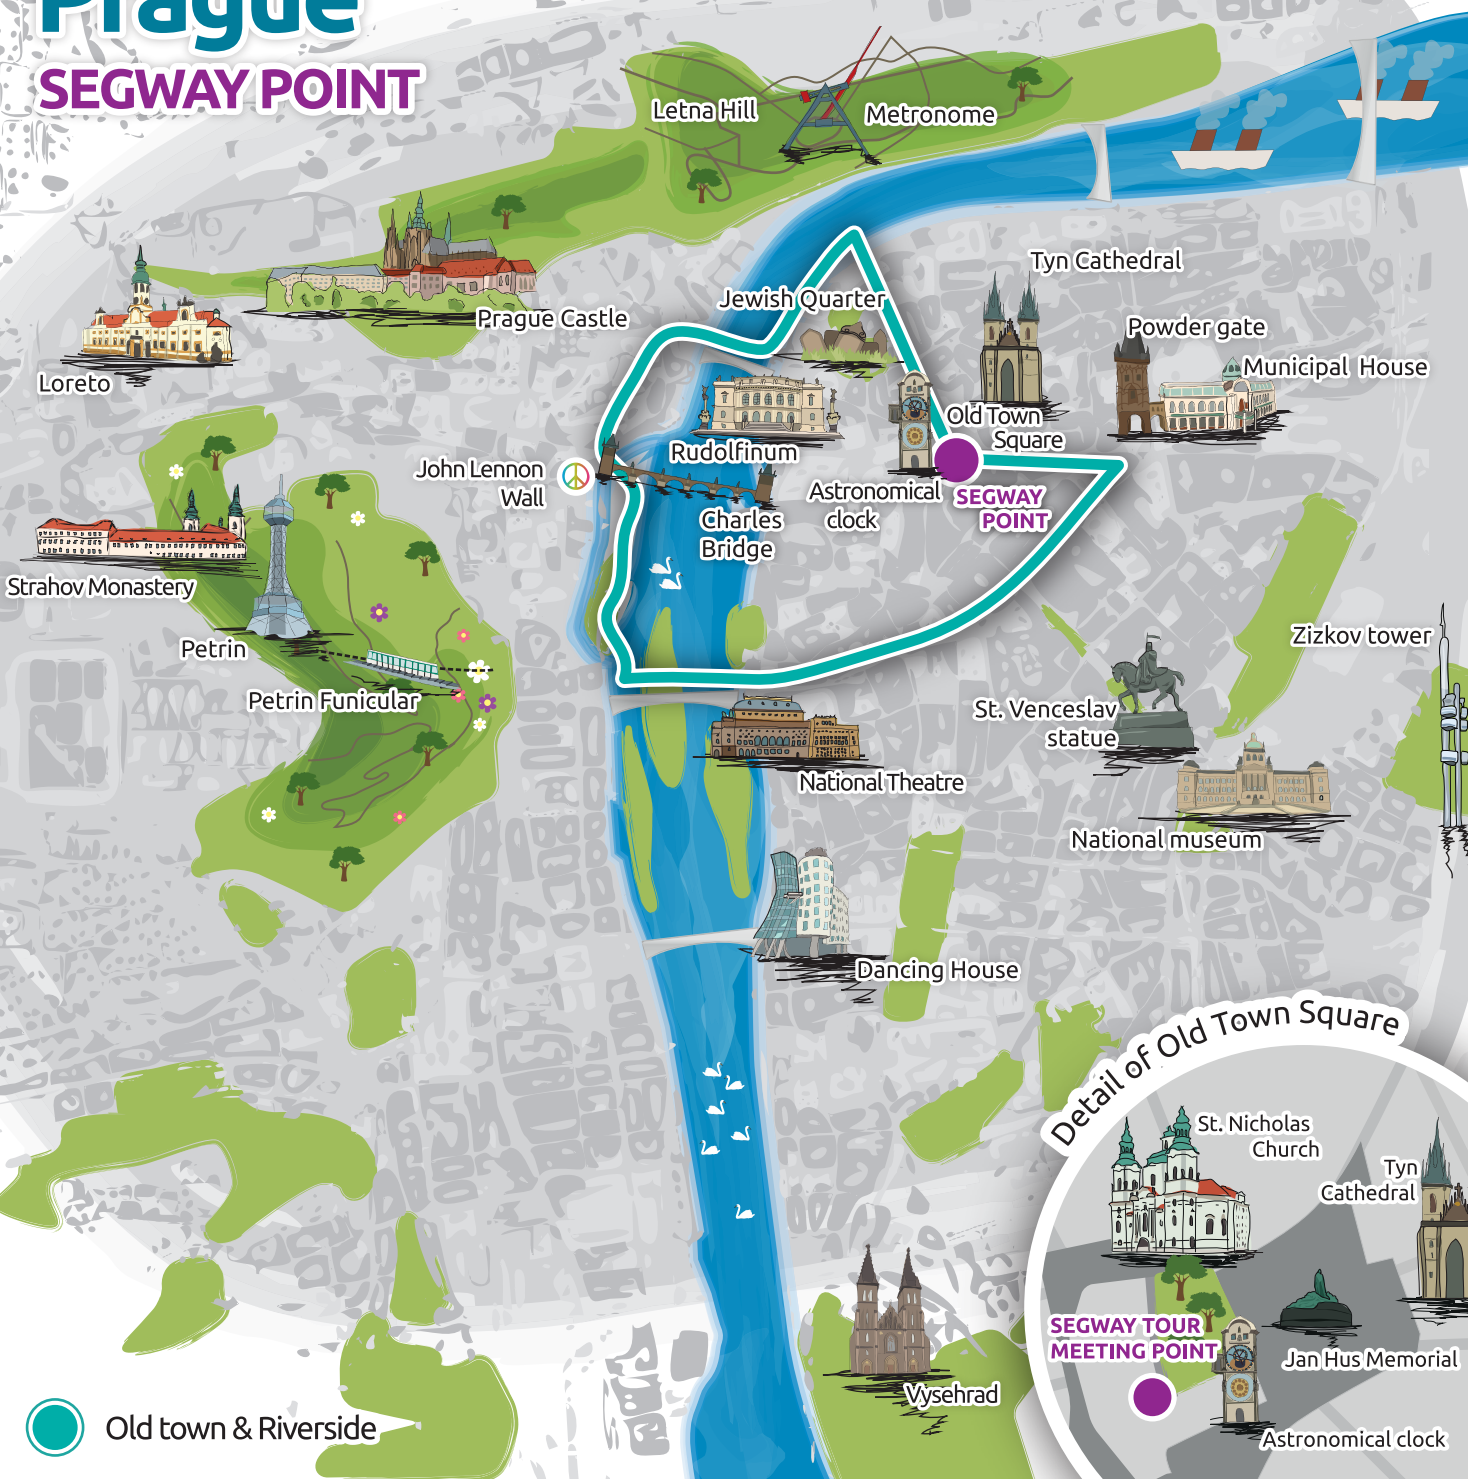 Prague
SEGWAY POINT
Letna Hill
Metronome
Tyn Cathedral
Jewish Quarter
Prague Castle
Powder gate
Municipal House
Loreto
Old Town
Square
Rudolfinum
John Lennon
Wall
Astronomical
clock
SEGWAY
POINT
Charles
Bridge
Strahov Monastery
Petrin
Zizkov tower
Petrin Funicular
St. Venceslav
statue
National Theatre
National museum
Dancing House
Detail of Old Town Square
St. Nicholas
Church
Tyn
Cathedral
SEGWAY TOUR
MEETING POINT
Jan Hus Memorial
Vysehrad
Old town & Riverside
Astronomical clock